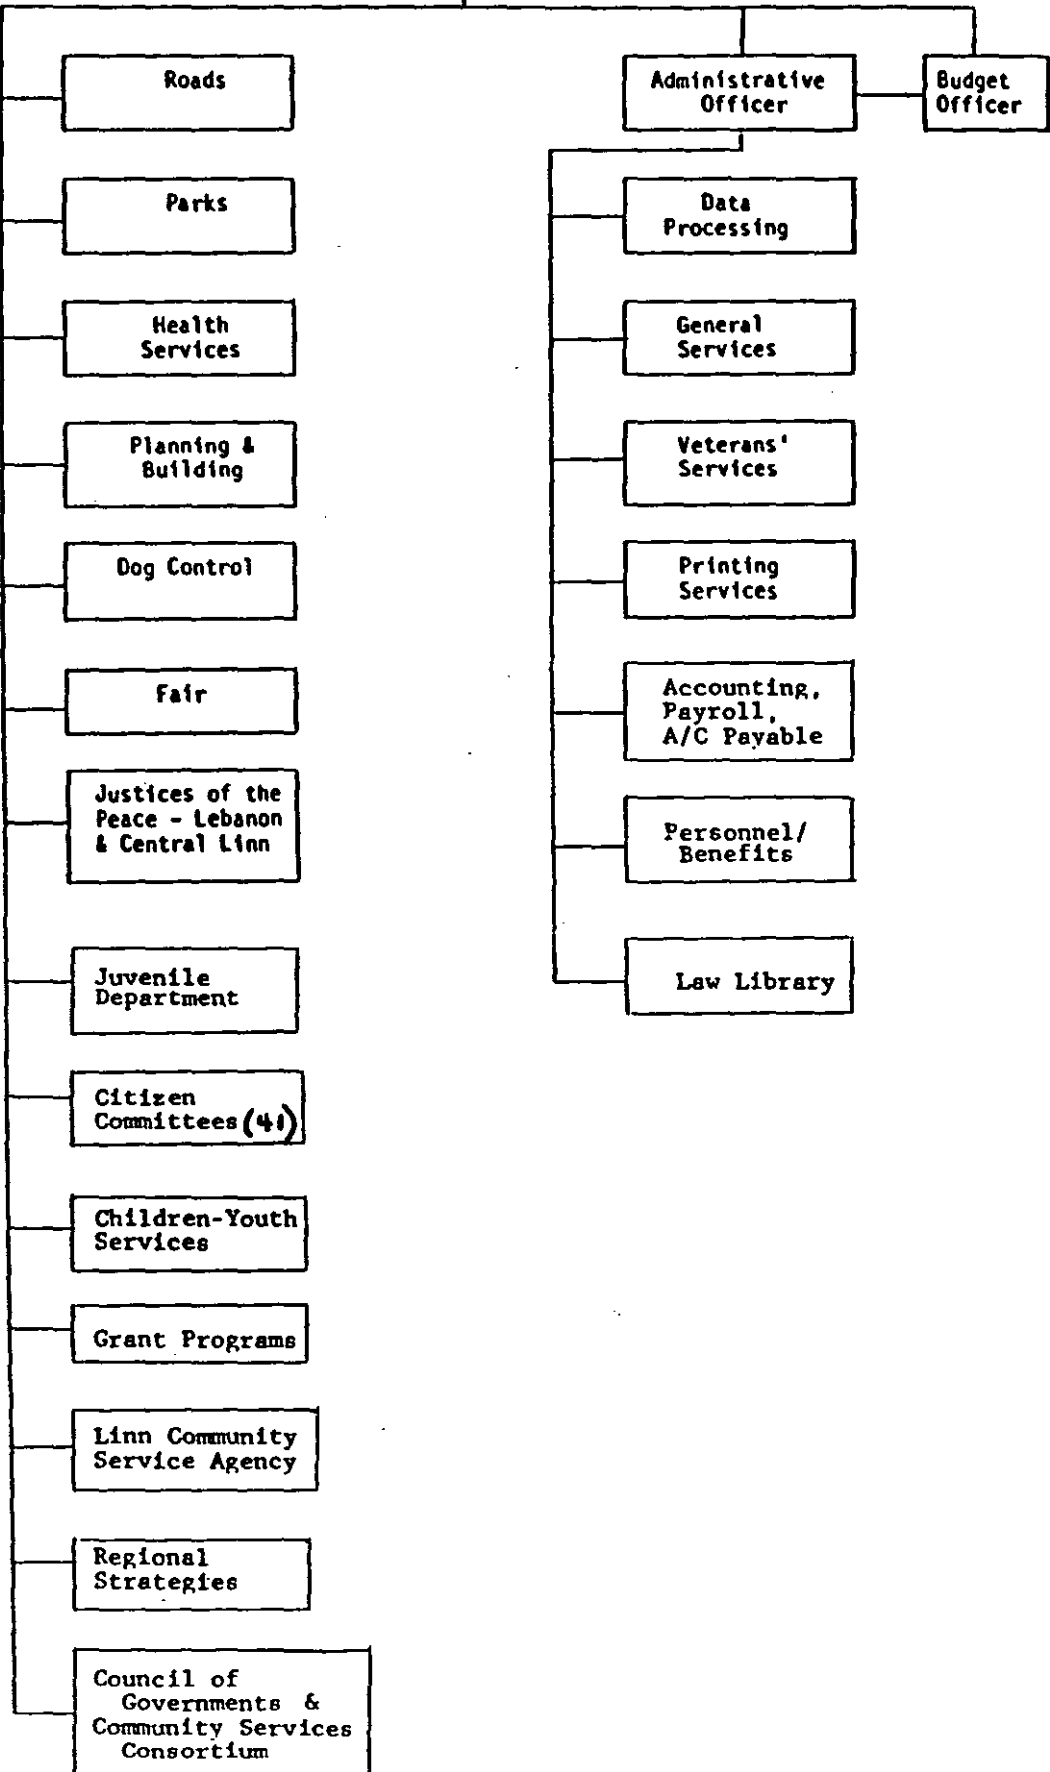 Roads
Parks
Health
Services
Planning &
Building
Dog Control
Fair
Justices of the
Peace - Lebanon
& Central Linn
Juvenile
Department
Citizen
Committees (41)
Children-Youth
Services
Grant Programs
Linn Community
Service Agency
Regional
Strategies
Council of
Governments &
Community Services
Consortium
Administrative
Officer
Budget
Officer
Data
Processing
General
Services
Veterans'
Services
Printing
Services
Accounting,
Payroll,
A/C Payable
Personnel/
Benefits
Law Library